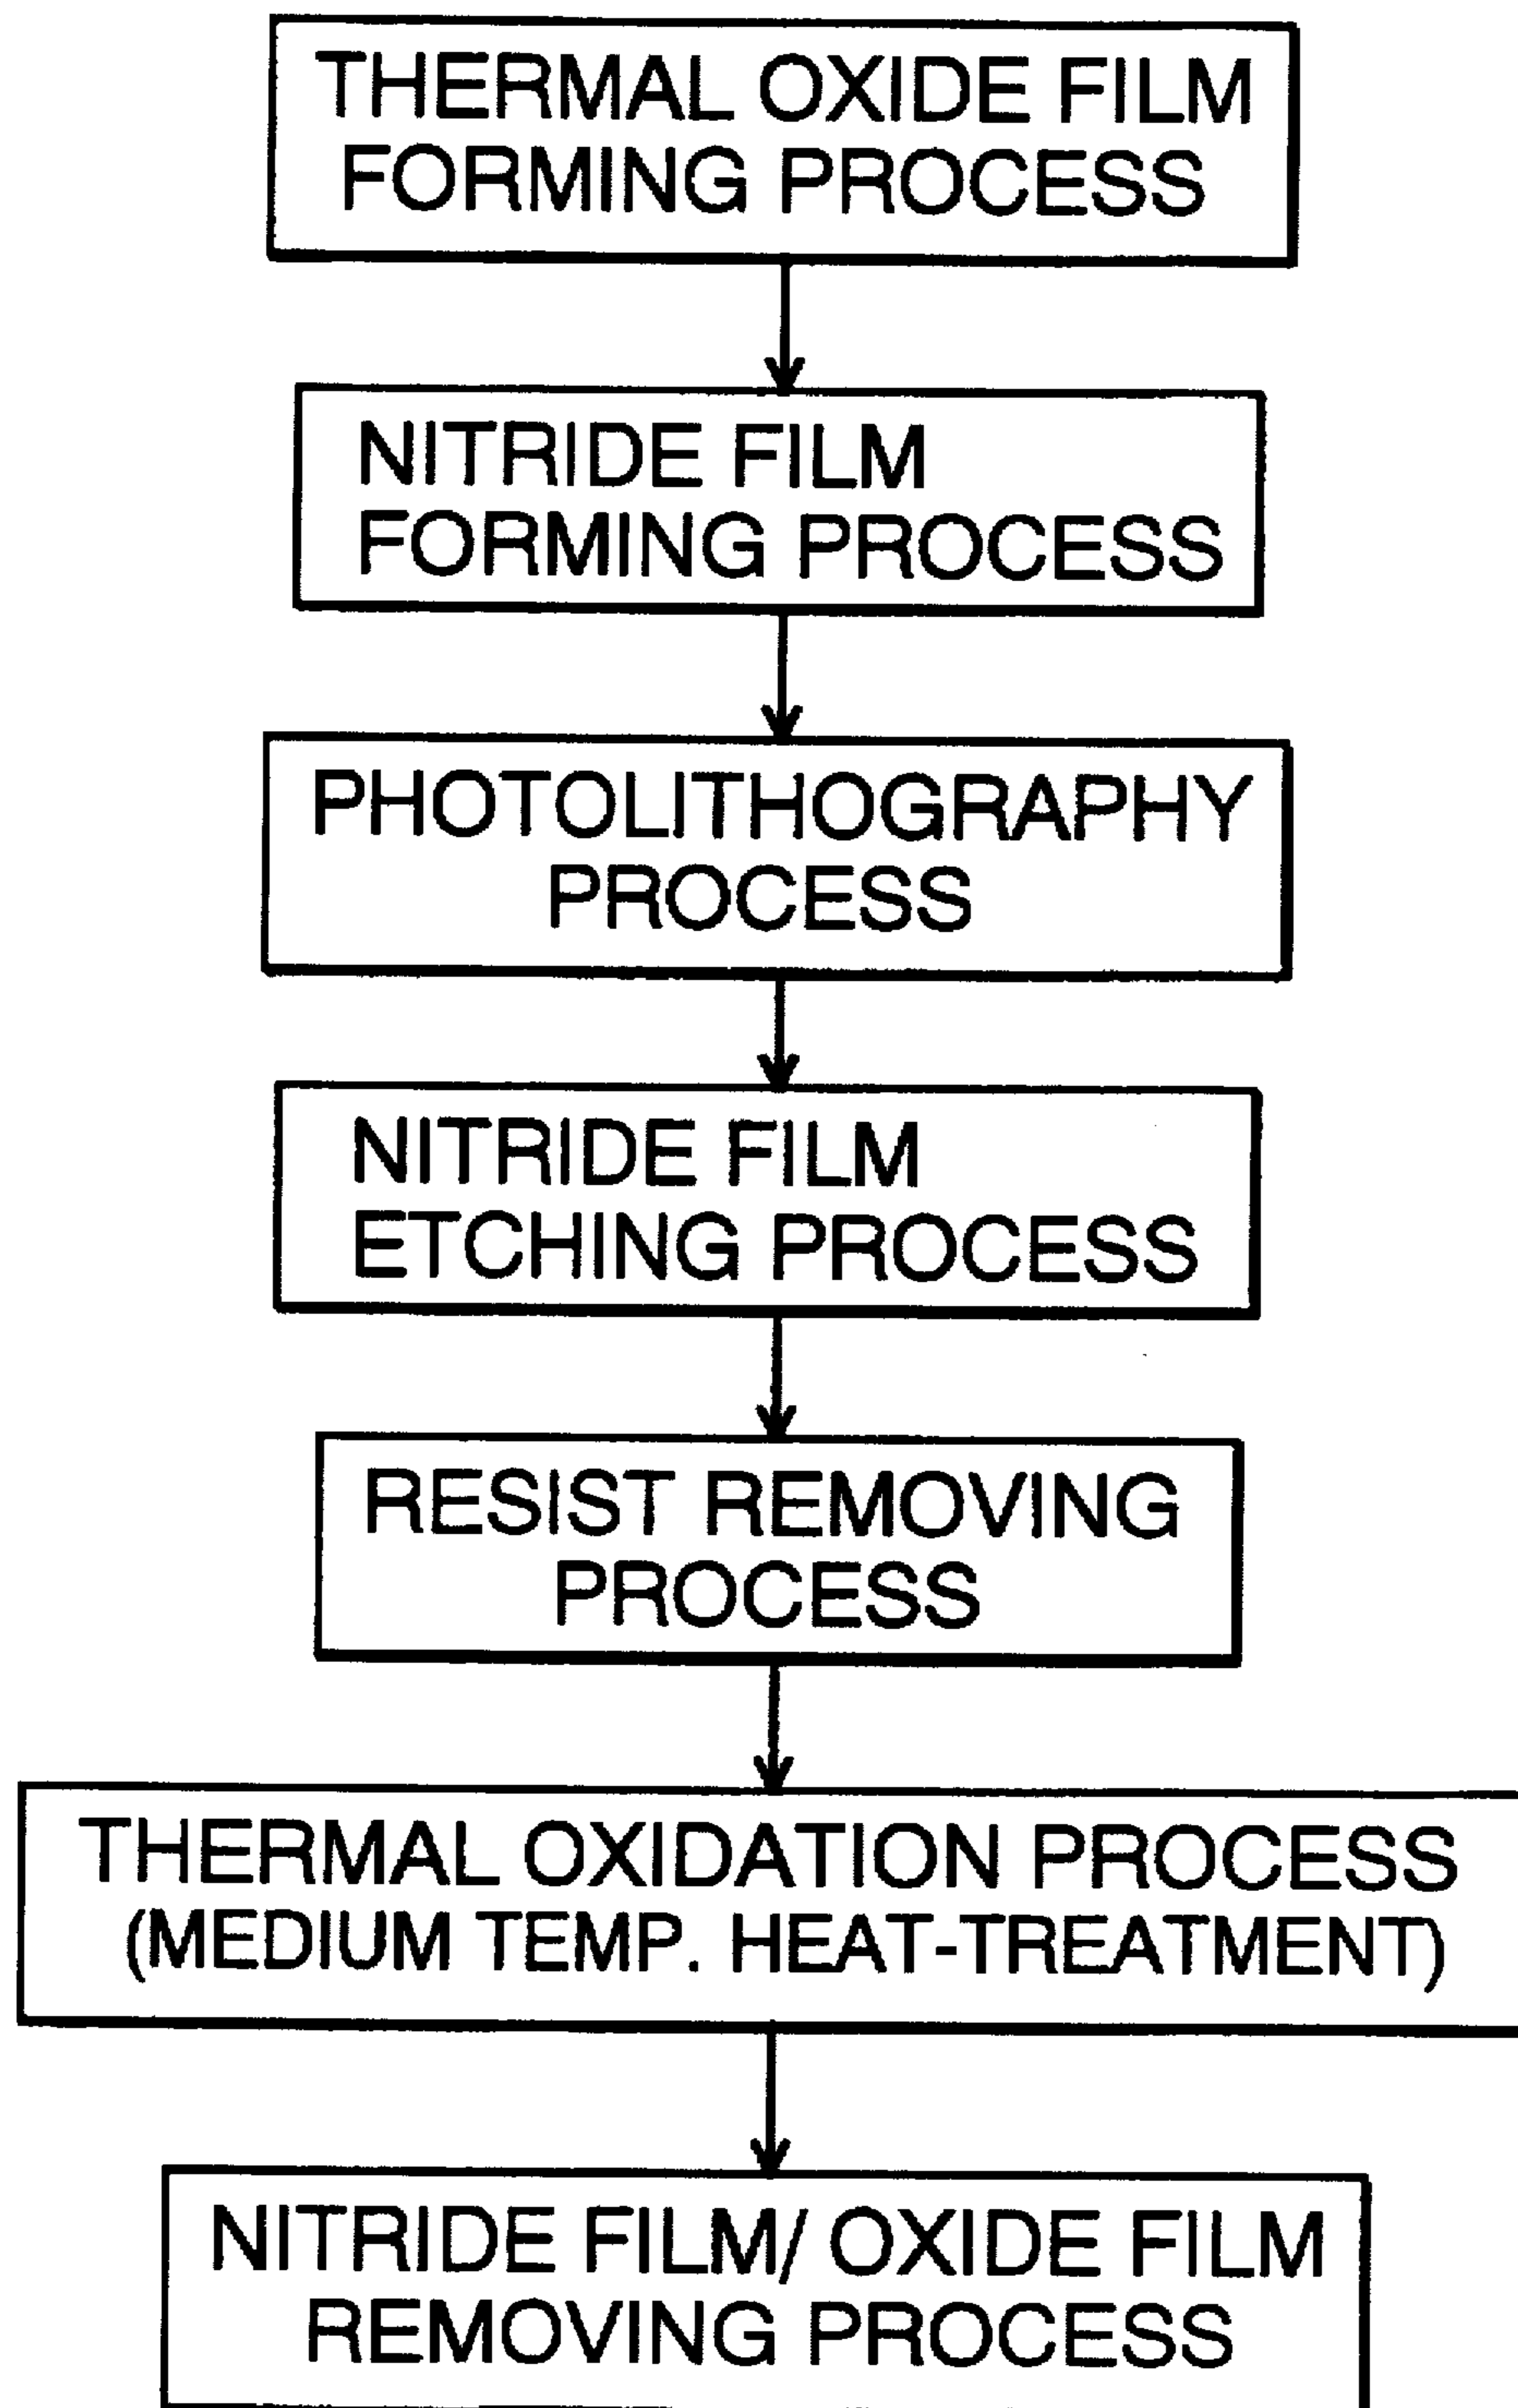 THERMAL OXIDE FILM
FORMING PROCESS
NITRIDE FILM
FORMING PROCESS
PHOTOLITHOGRAPHY
PROCESS
NITRIDE FILM
ETCHING PROCESS
RESIST REMOVING
PROCESS
THERMAL OXIDATION PROCESS
(MEDIUM TEMP. HEAT-TREATMENT)
NITRIDE FILM/ OXIDE FILM
REMOVING PROCESS